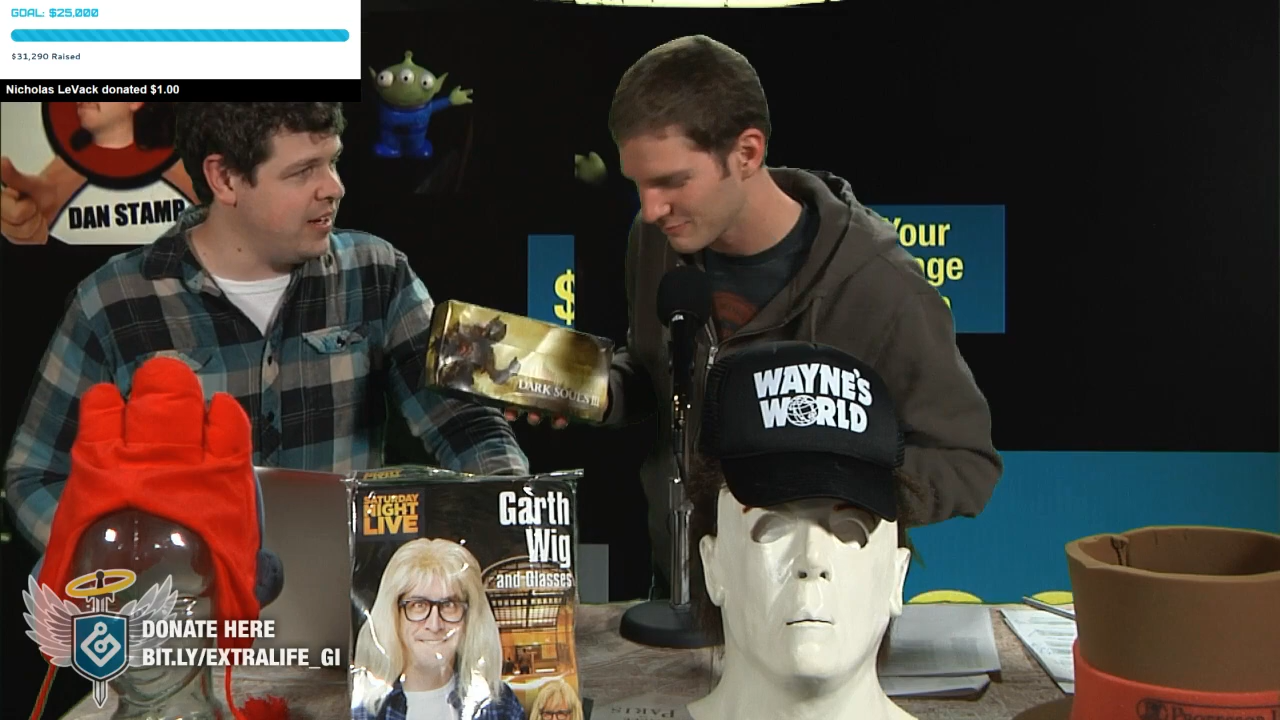 GOAL: $25,000
$31,290 Raised
Nicholas LeVack donated $1.00
DAN STAMP
$
Your
DARK SOULS III
WAYNE'S
WORLD
SATURDAY
NIGHT
LIVE
Garth
Wig
and Glasses
DONATE HERE
BIT.LY/EXTRALIFE_GI
PARIS